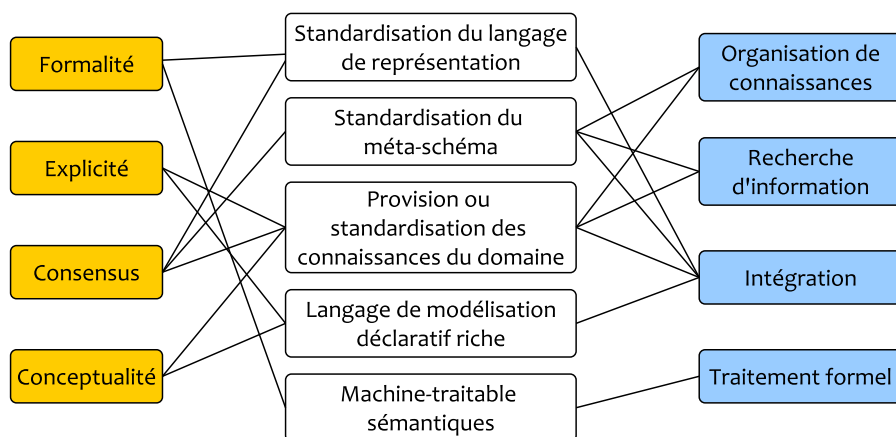 Formalité
Explicité
Consensus
Conceptualité
Standardisation du langage
de représentation
Standardisation du
méta-schéma
Provision ou
standardisation des
connaissances du domaine
Langage de modélisation
déclaratif riche
Machine-traitable
sémantiques
Organisation de
connaissances
Recherche
d'information
Intégration
Traitement formel